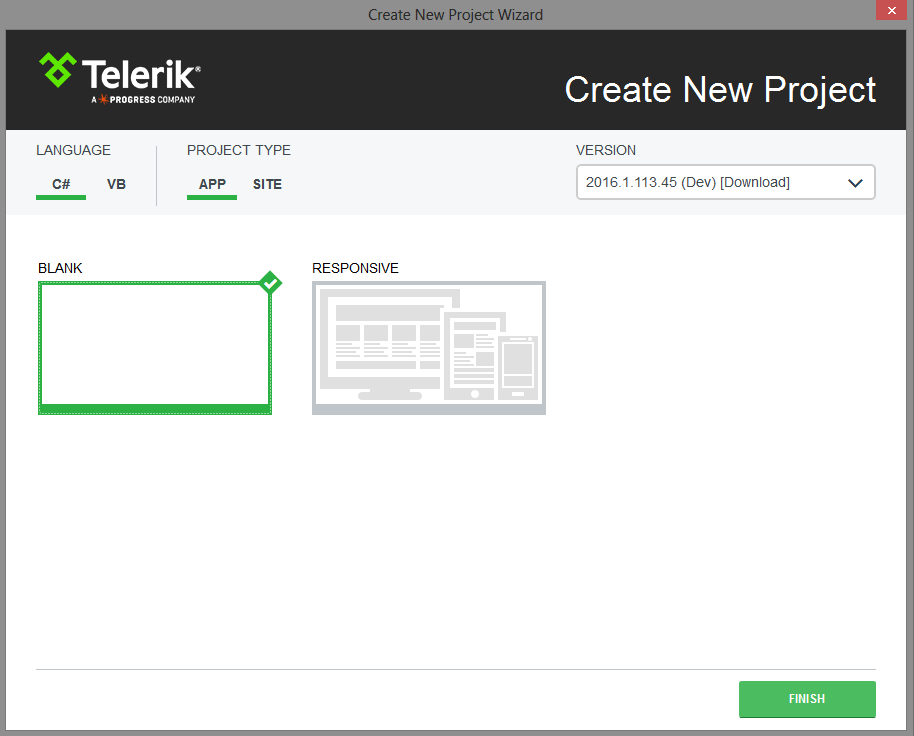 Create New Project Wizard
Telerik®
A PROGRESS COMPANY
Create New Project
LANGUAGE
C# VB
PROJECT TYPE
APP SITE
VERSION
2016.1.113.45 (Dev) [Download]
BLANK
RESPONSIVE
FINISH